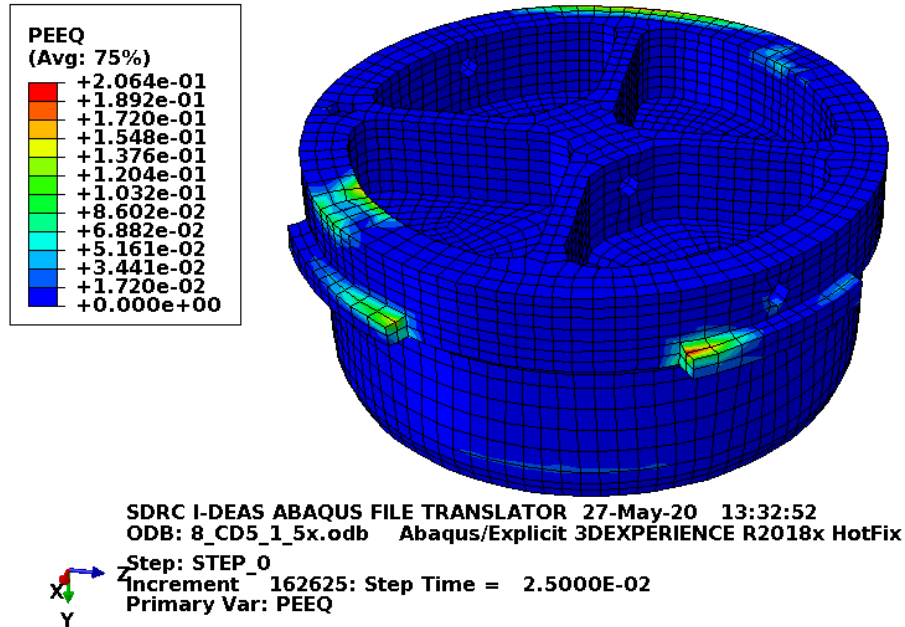 PEEQ
(Avg: 75%)
+2.064e-01
+1.892e-01
+1.720e-01
+1.548e-01
+1.376e-01
+1.204e-01
+1.032e-01
+8.602e-02
+6.882e-02
+5.161e-02
+3.441e-02
+1.720e-02
+0.000e+00
SDRC I-DEAS ABAQUS FILE TRANSLATOR 27-May-20 13:32:52
ODB: 8_CD5_1_5x.odb Abaqus/Explicit 3DEXPERIENCE R2018x HotFix
Step: STEP_0
Increment 162625: Step Time = 2.5000E-02
Primary Var: PEEQ
Z
X
Y